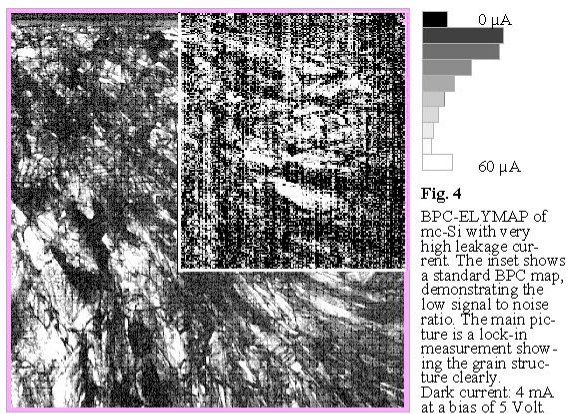 0 µA
60 µA
Fig. 4
BPC-ELYMAP of
mc-Si with very
high leakage cur-
rent. The inset shows
a standard BPC map,
demonstrating the
low signal to noise
ratio. The main pic-
ture is a lock-in
measurement show-
ing the grain struc-
ture clearly.
Dark current: 4 mA
at a bias of 5 Volt.